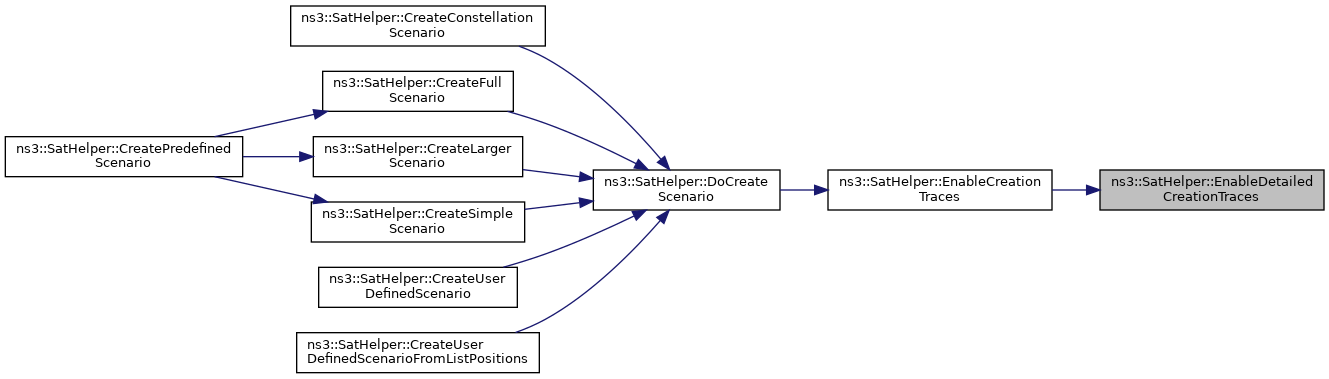 ns3::SatHelper::CreateConstellation
Scenario
ns3::SatHelper::CreateFull
Scenario
ns3::SatHelper::CreatePredefined
Scenario
ns3::SatHelper::CreateLarger
Scenario
ns3::SatHelper::CreateSimple
Scenario
ns3::SatHelper::CreateUser
DefinedScenario
ns3::SatHelper::CreateUser
DefinedScenarioFromListPositions
ns3::SatHelper::DoCreate
Scenario
ns3::SatHelper::EnableCreation
Traces
ns3::SatHelper::EnableDetailed
CreationTraces